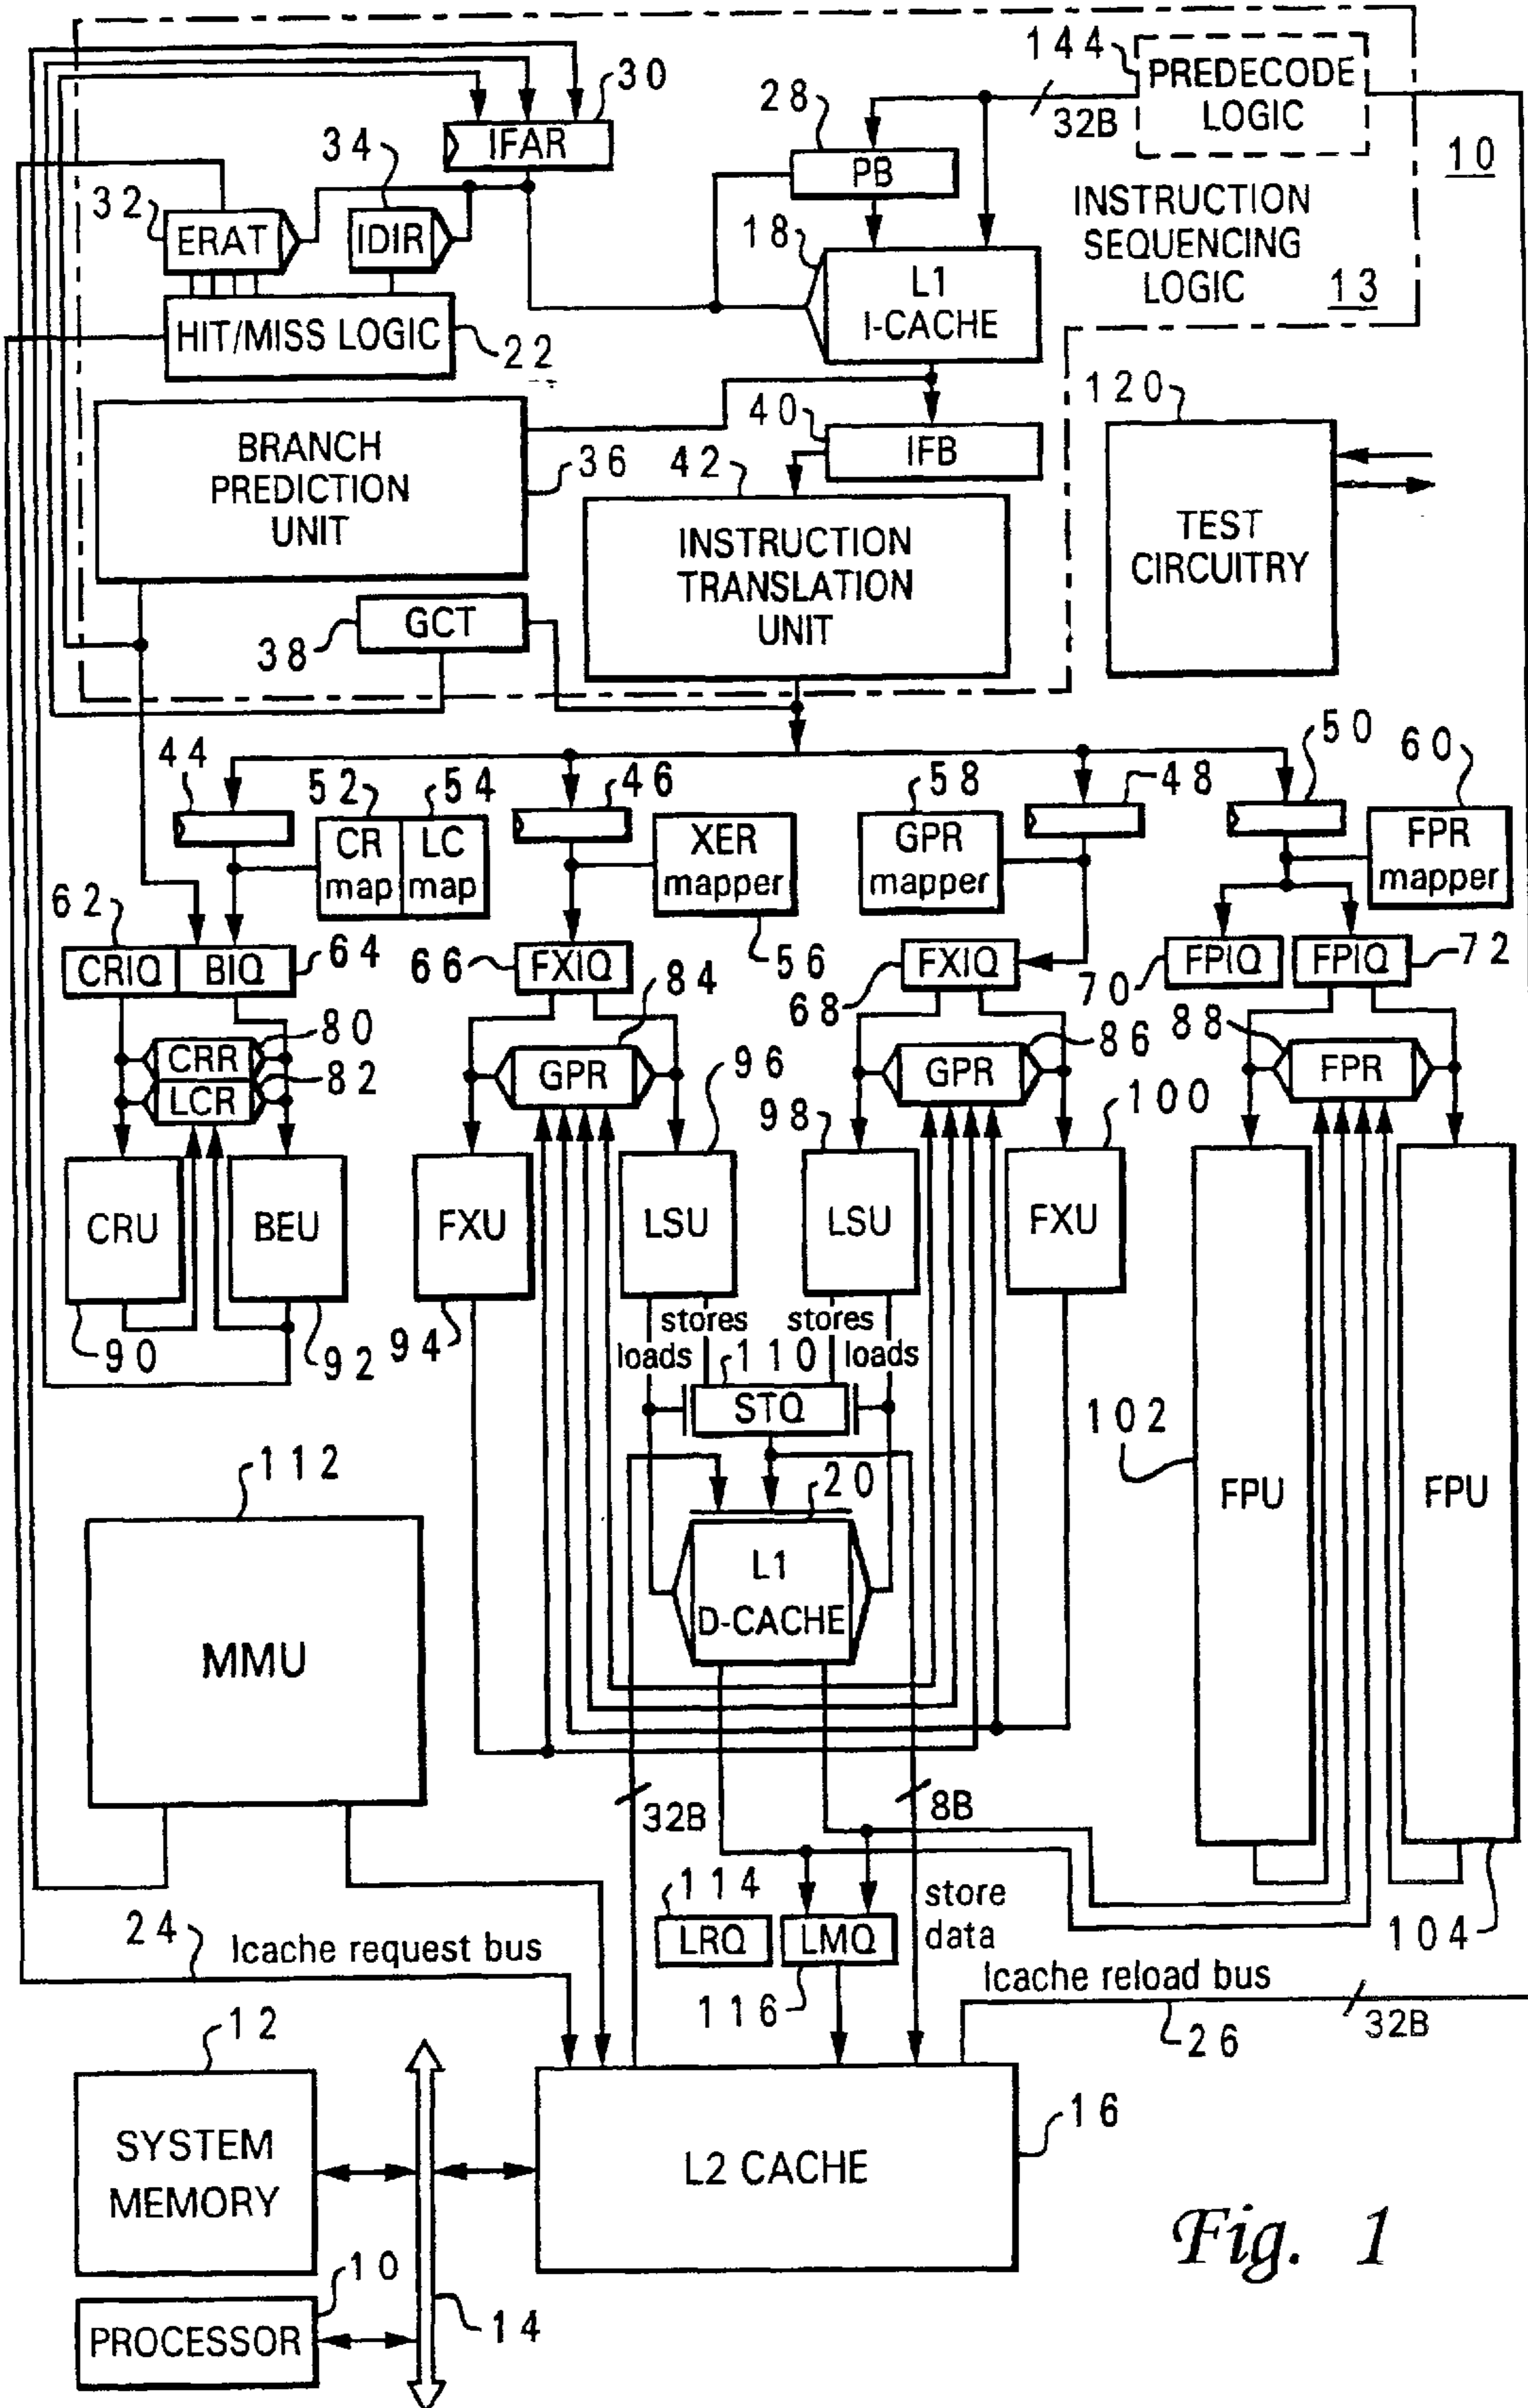 144
PREDECODE
LOGIC
30
28
32B
10
IFAR
34
PB
INSTRUCTION
SEQUENCING
LOGIC
13
32
ERAT
IDIR
18
L1
I-CACHE
HIT/MISS LOGIC
22
120
40
BRANCH
PREDICTION
UNIT
36
42
IFB
TEST
CIRCUITRY
INSTRUCTION
TRANSLATION
UNIT
GCT
38
44
52
54
46
58
48
50
60
CR
map
LC
map
XER
mapper
GPR
mapper
FPR
mapper
62
CRIQ
BIQ
64
66
FXIQ
56
FXIQ
68
70
FPIQ
FPIQ
72
80
84
86
88
CRR
LCR
82
GPR
96
GPR
FPR
98
100
CRU
BEU
FXU
LSU
LSU
FXU
stores
stores
90
92
94
loads
110
loads
STQ
102
112
20
FPU
FPU
L1
D-CACHE
MMU
32B
8B
114
store
data
24
Icache request bus
LRQ
LMQ
104
Icache reload bus
116
26
32B
12
16
SYSTEM
MEMORY
L2 CACHE
10
14
PROCESSOR
Fig. 1